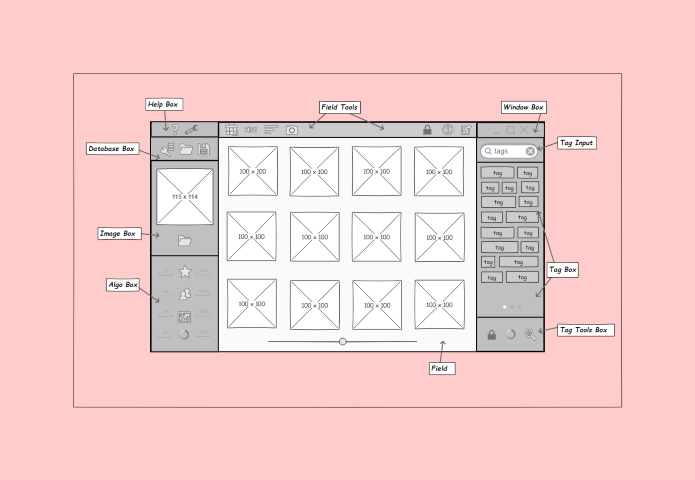 Help Box
Field Tools
Window Box
?
Database Box
tags
Tag Input
115 x 114
100 x 100
100 x 100
100 x 100
100 x 100
tag tag
tag tag tag
tag tag
tag tag
tag tag
tag tag
tag tag
tag tag
Image Box
100 x 100
100 x 100
100 x 100
100 x 100
Tag Box
Algo Box
100 x 100
100 x 100
100 x 100
100 x 100
Tag Tools Box
Field